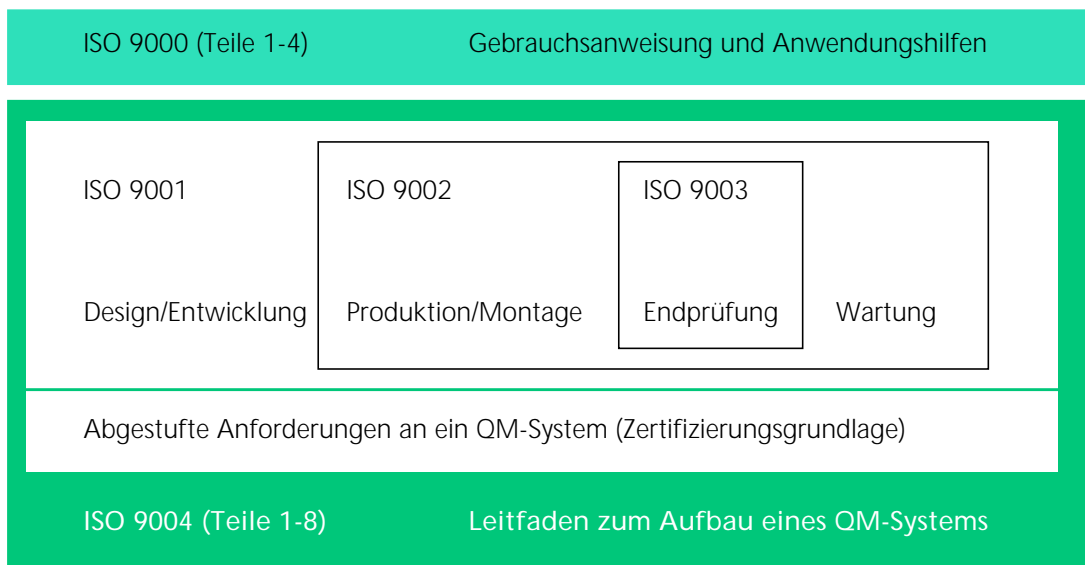 ISO 9000 (Teile 1-4) Gebrauchsanweisung und Anwendungshilfen
ISO 9001 ISO 9002 ISO 9003
Design/Entwicklung Produktion/Montage Endprüfung Wartung
Abgestufte Anforderungen an ein QM-System (Zertifizierungsgrundlage)
ISO 9004 (Teile 1-8) Leitfaden zum Aufbau eines QM-Systems